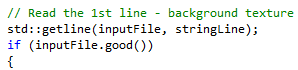 // Read the 1st line - background texture
std::getline(inputFile, stringLine);
if (inputFile.good())
{